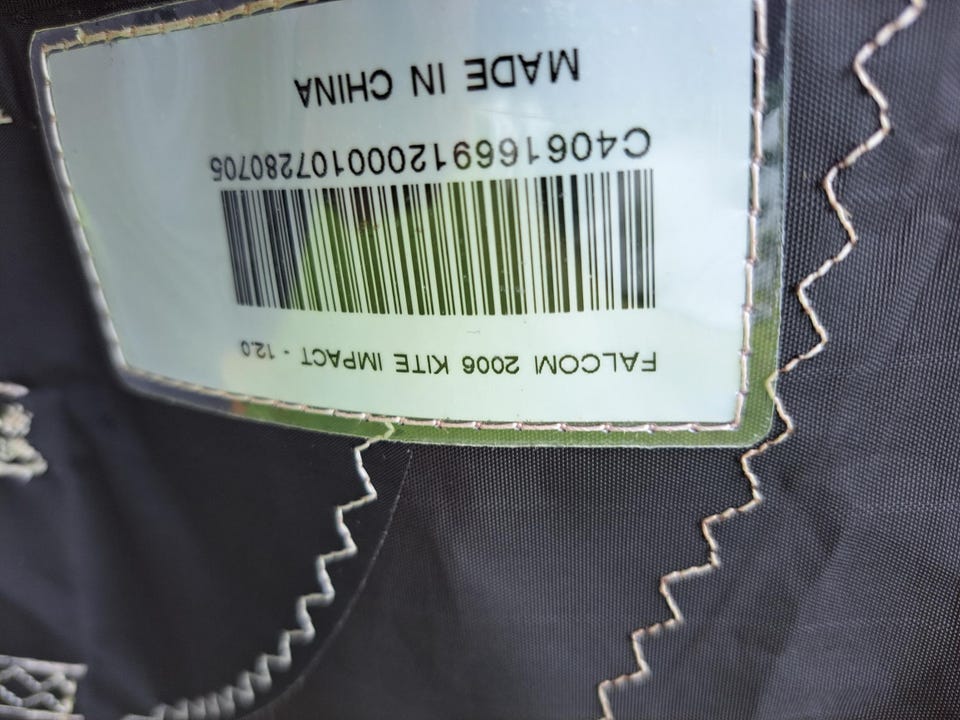 FALCOM 2006 KITE IMPACT - 12.0
C406166912000107280705
MADE IN CHINA